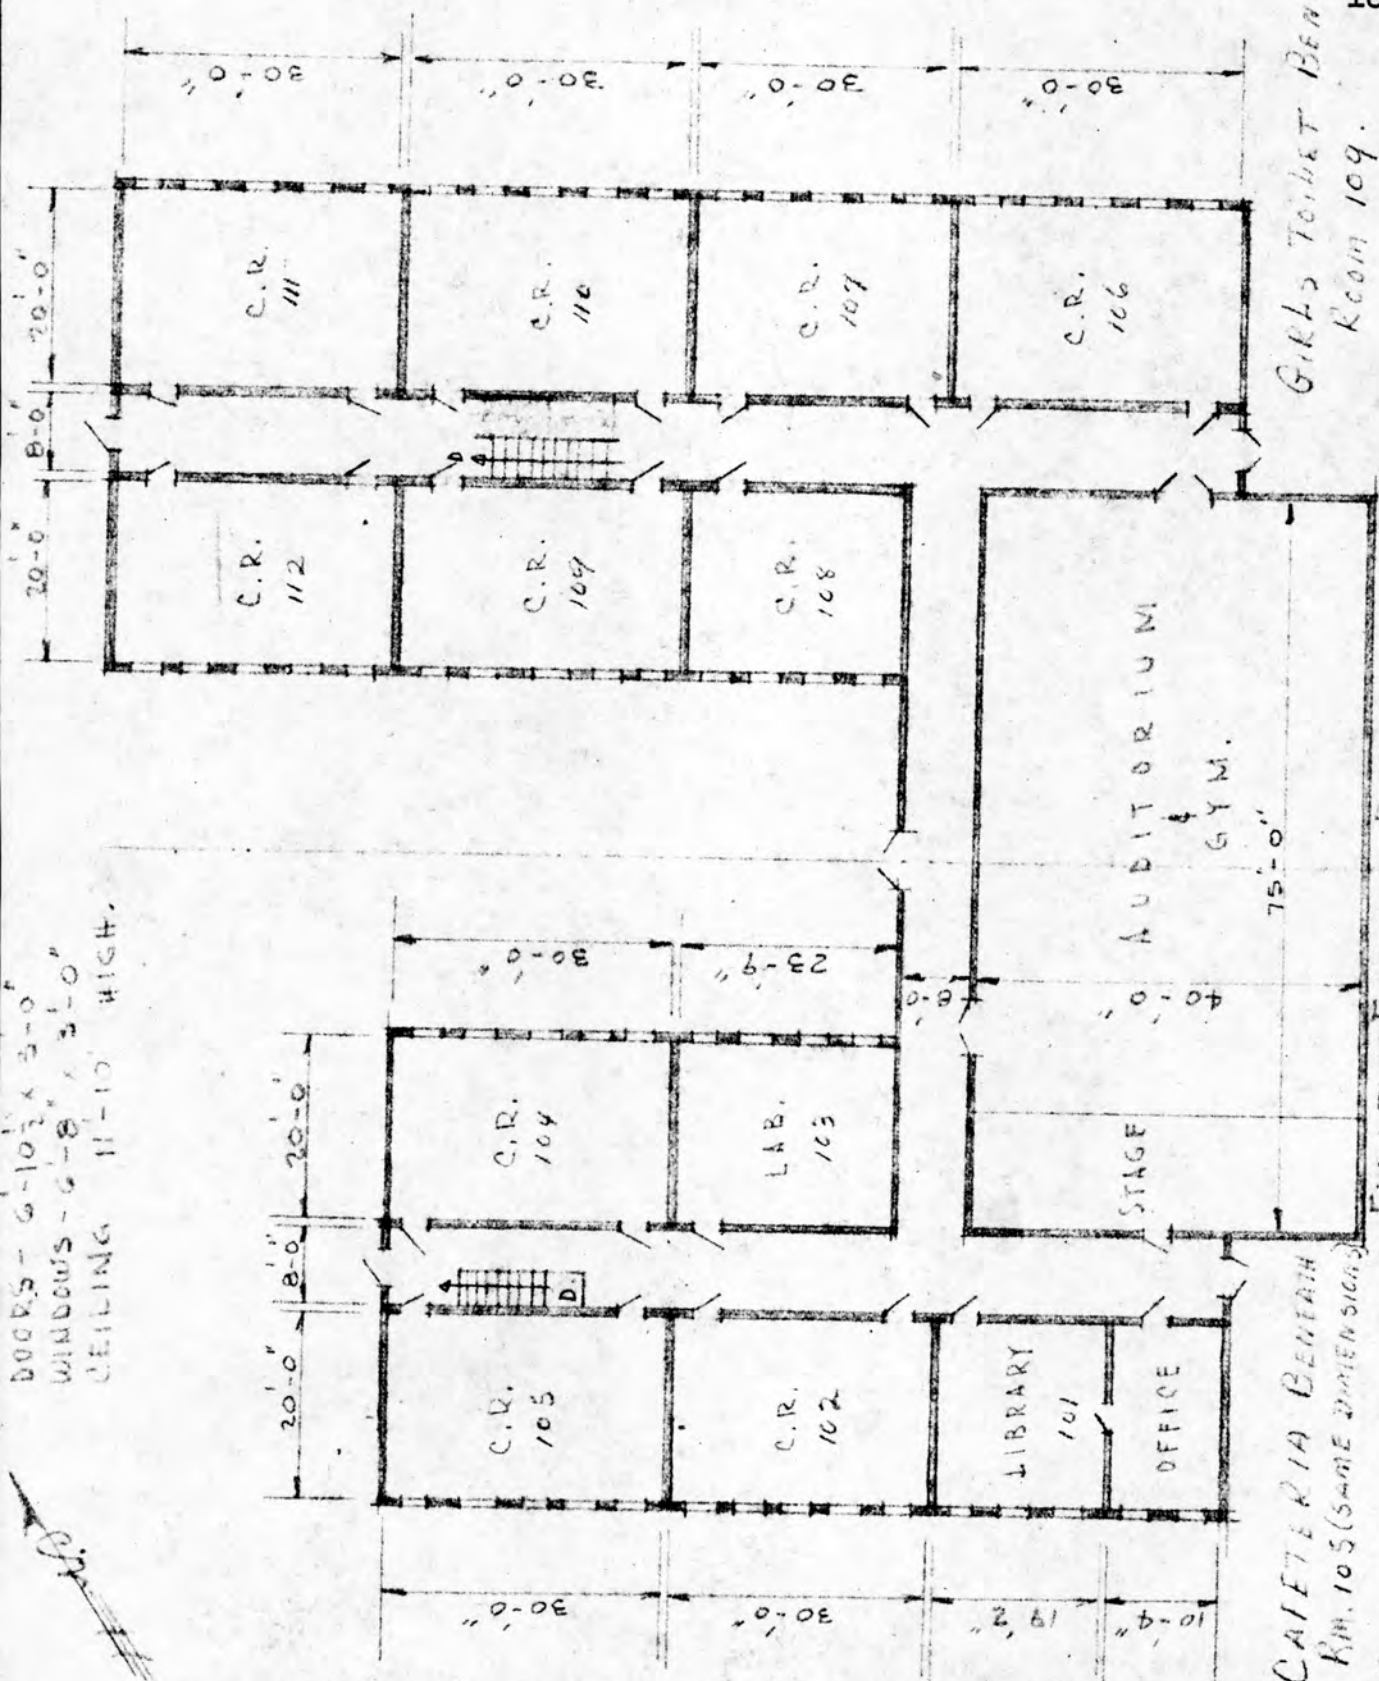 DOORS - 6'-10½" x 3'-0"
WINDOWS - 6'-8" x 3'-0"
CEILING 11'-10" HIGH.
20'-0"
8'-0"
20'-0"
30'-0"
30'-0"
30'-0"
30'-0"
C.R.
111
C.R.
110
C.R.
107
C.R.
106
D
C.R.
112
C.R.
109
C.R.
108
AUDITORIUM
&
GYM.
75'-0"
40'-0"
8'-0"
STAGE
30'-0"
23-9"
20'-0"
8'-0"
20'-0"
C.R.
104
LAB.
103
D.
C.R.
105
C.R.
102
LIBRARY
101
OFFICE
30'-0"
30'-0"
19'2"
10-4"
CAFETERIA BENEATH
RM. 105 (SAME DIMENSIONS)
GIRLS TOILET BEN
ROOM 109.